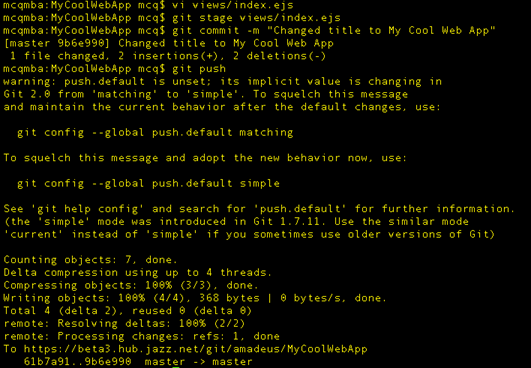 mcqmba:MyCoolWebApp mcq$ vi views/index.ejs
mcqmba:MyCoolWebApp mcq$ git stage views/index.ejs
mcqmba:MyCoolWebApp mcq$ git commit -m "Changed title to My Cool Web App"
[master 9b6e990] Changed title to My Cool Web App
1 file changed, 2 insertions(+), 2 deletions(-)
mcqmba:MyCoolWebApp mcq$ git push
warning: push.default is unset; its implicit value is changing in
Git 2.0 from 'matching' to 'simple'. To squelch this message
and maintain the current behavior after the default changes, use:
git config --global push.default matching
To squelch this message and adopt the new behavior now, use:
git config --global push.default simple
See 'git help config' and search for 'push.default' for further information.
(the 'simple' mode was introduced in Git 1.7.11. Use the similar mode
'current' instead of 'simple' if you sometimes use older versions of Git)
Counting objects: 7, done.
Delta compression using up to 4 threads.
Compressing objects: 100% (3/3), done.
Writing objects: 100% (4/4), 368 bytes | 0 bytes/s, done.
Total 4 (delta 2), reused 0 (delta 0)
remote: Resolving deltas: 100% (2/2)
remote: Processing changes: refs: 1, done
To https://beta3.hub.jazz.net/git/amadeus/MyCoolWebApp
61b7a91..9b6e990 master -> master